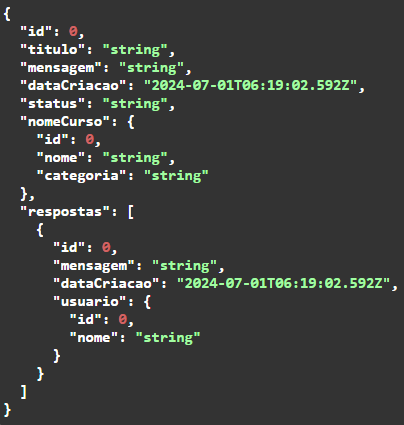 {
  "id": 0,
  "titulo": "string",
  "mensagem": "string",
  "dataCriacao": "2024-07-01T06:19:02.592Z",
  "status": "string",
  "nomeCurso": {
    "id": 0,
    "nome": "string",
    "categoria": "string"
  },
  "respostas": [
    {
      "id": 0,
      "mensagem": "string",
      "dataCriacao": "2024-07-01T06:19:02.592Z",
      "usuario": {
        "id": 0,
        "nome": "string"
      }
    }
  ]
}